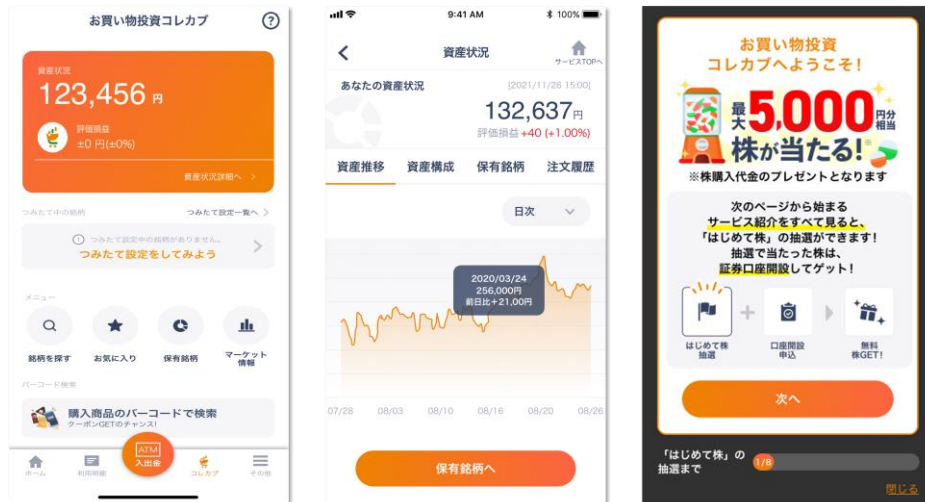 お買い物投資コレカブ
?
資産状況
123,456 円
評価損益
±0 円(±0%)
資産状況詳細へ >
つみたて中の銘柄
つみたて設定一覧へ >
つみたて設定中の銘柄がありません。
つみたて設定をしてみよう
メニュー
銘柄を探す
お気に入り
保有銘柄
マーケット
情報
バーコード検索
購入商品のバーコードで検索
クーポンGETのチャンス!
ホーム
利用明細
ATM
入出金
コレカブ
その他
9:41 AM
100%
資産状況
サービスTOPへ
あなたの資産状況
[2021/11/26 15:00]
132,637円
評価損益 +40 (+1.00%)
資産推移
資産構成
保有銘柄
注文履歴
日次
2020/03/24
256,000円
前日比+21,00円
07/28 08/03 08/10 08/16 08/20 08/26
保有銘柄へ
お買い物投資
コレカブへようこそ!
最大5,000円分相当
株が当たる!※
※株購入代金のプレゼントとなります
次のページから始まる
サービス紹介をすべて見ると、
「はじめて株」の抽選ができます!
抽選で当たった株は、
証券口座開設してゲット!
はじめて株
抽選
口座開設
申込
無料
株GET!
次へ
「はじめて株」の
抽選まで
1/8
閉じる